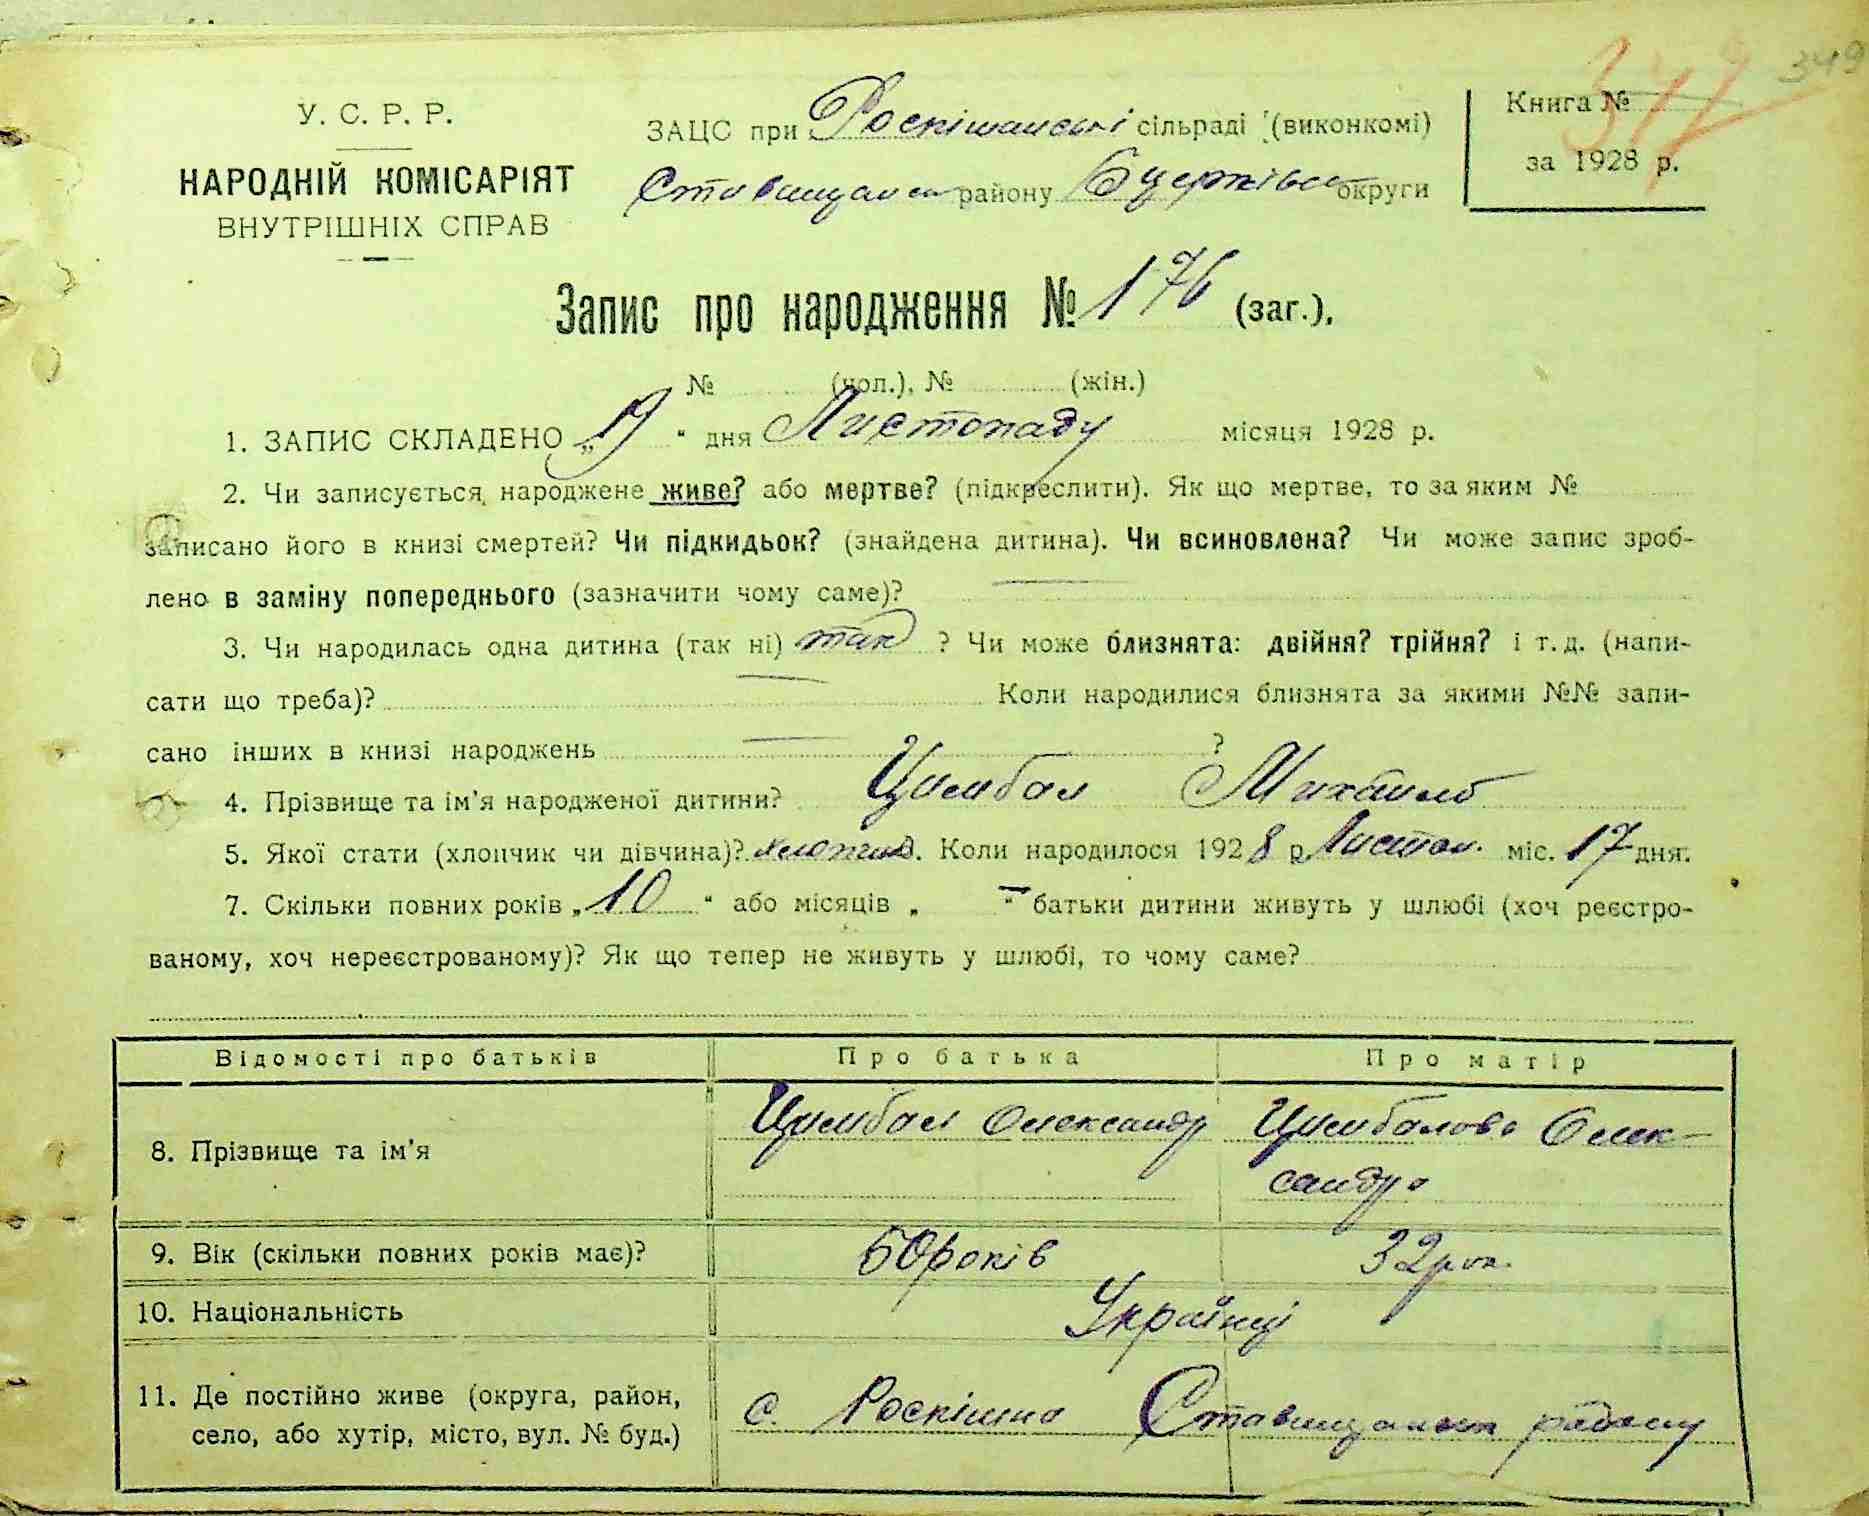 349
349
У. С. Р. Р.
НАРОДНІЙ КОМІСАРІЯТ
ВНУТРІШНІХ СПРАВ
ЗАЦС при Роскішанські сільраді (виконкомі)
Ставищанськ району Бцерківськ округи
Книга №
за 1928 р.
Запис про народження № 176 (заг.),
№ (чол.), № (жін.)
1. ЗАПИС СКЛАДЕНО „19“ дня Листопаду місяця 1928 р.
2. Чи записується народжене живе? або мертве? (підкреслити). Як що мертве, то за яким №
записано його в книзі смертей? Чи підкидьок? (знайдена дитина). Чи всиновлена? Чи може запис зроб-
лено в заміну попереднього (зазначити чому саме)?
3. Чи народилась одна дитина (так ні) так ? Чи може близнята: двійня? трійня? і т. д. (напи-
сати що треба)? — Коли народилися близнята за якими №№ запи-
сано інших в книзі народжень — ?
4. Прізвище та ім'я народженої дитини? Цимбал Михайло
5. Якої стати (хлопчик чи дівчина)? Коли народилося 1928 р. Листоп. міс. 17 дня.
7. Скільки повних років „10“ або місяців „—“ батьки дитини живуть у шлюбі (хоч реєстро-
ваному, хоч нереєстрованому)? Як що тепер не живуть у шлюбі, то чому саме?
Відомості про батьків Про батька Про матір
8. Прізвище та ім'я Цимбал Олександр Цимбалова Олек-
сандра
9. Вік (скільки повних років має)? 50 років 32 рок.
10. Національність Українці
11. Де постійно живе (округа, район,
село, або хутір, місто, вул. № буд.) с. Роскішна Ставищанськ району